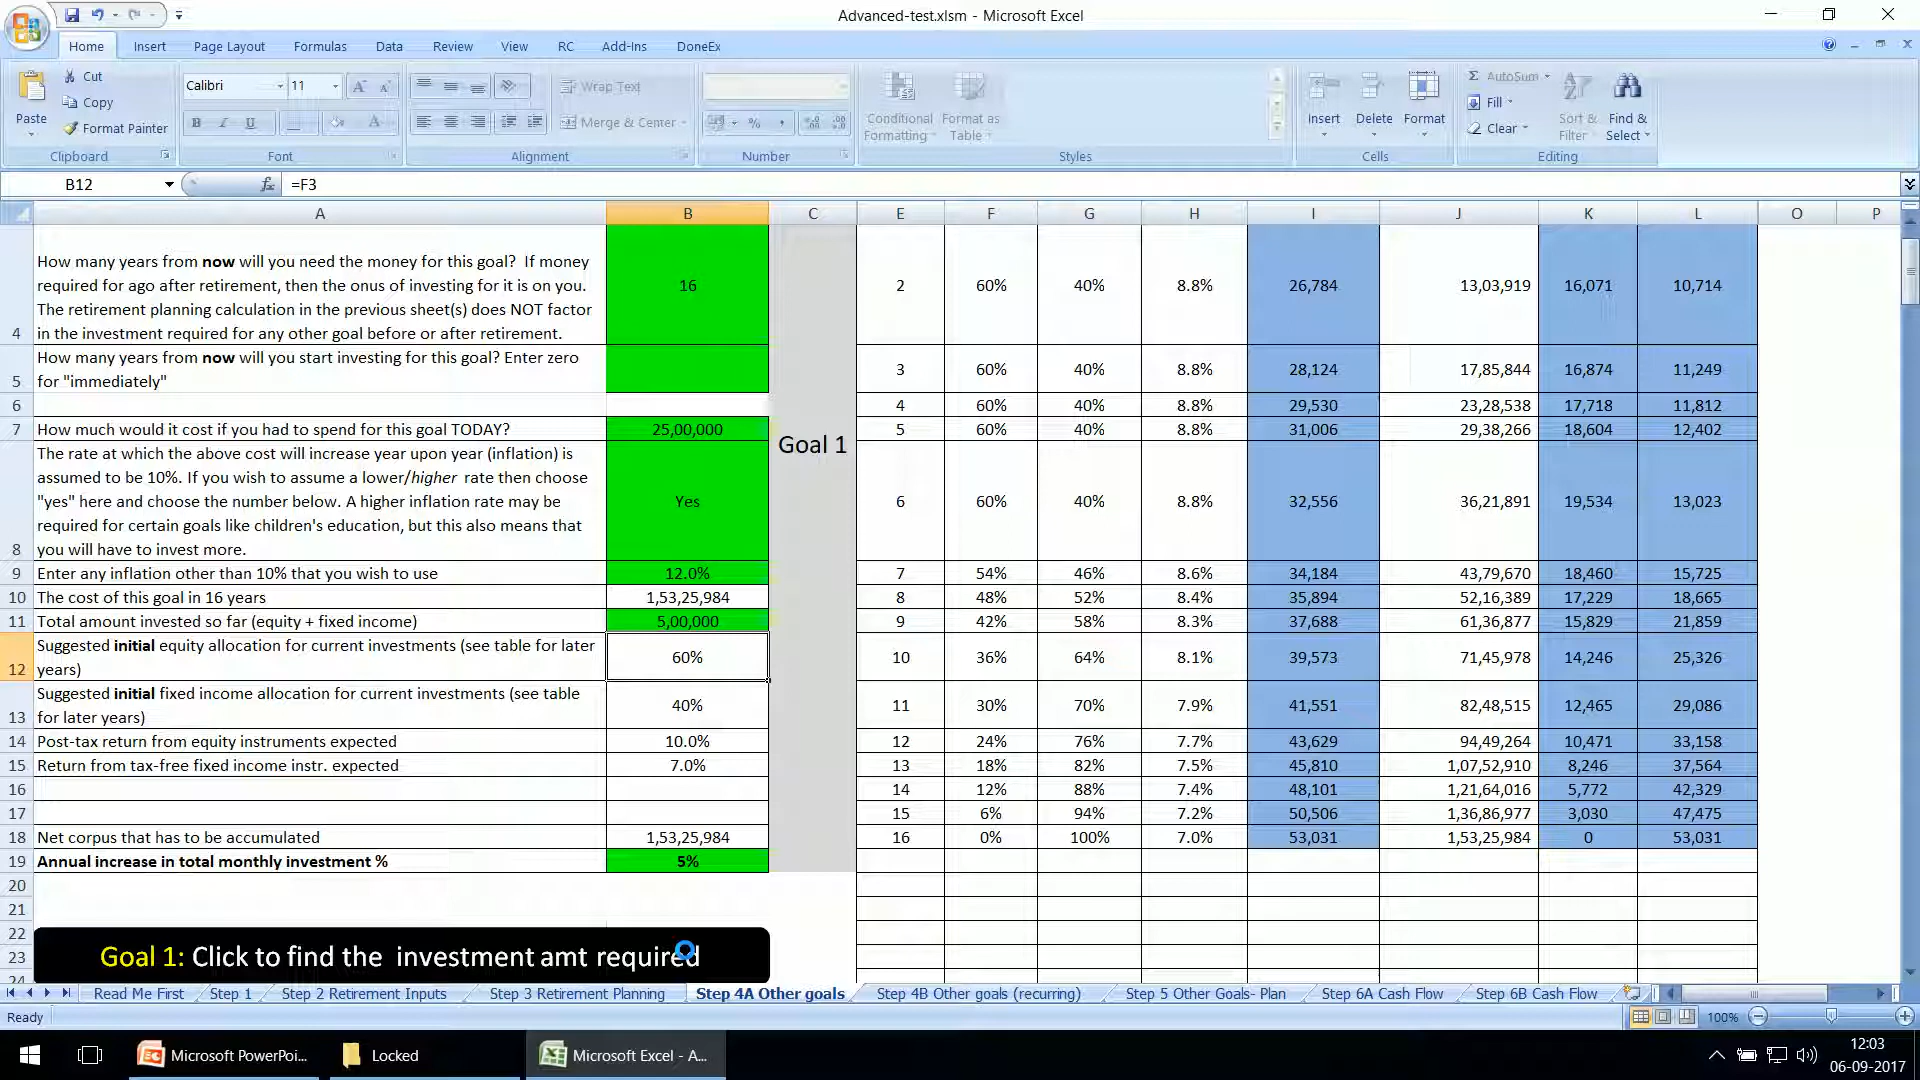 Advanced-test.xlsm - Microsoft Excel
Home Insert Page Layout Formulas Data Review View RC Add-Ins DoneEx
Paste
Cut
Copy
Format Painter
Clipboard
Calibri 11
B I U
Font
Wrap Text
Merge & Center
Alignment
%
Number
Conditional Formatting
Format as Table
Styles
Insert Delete Format
Cells
Σ AutoSum
Fill
Clear
Sort & Filter
Find & Select
Editing
B12 fx =F3
A B C E F G H I J K L O P
How many years from now will you need the money for this goal? If money
required for ago after retirement, then the onus of investing for it is on you.
The retirement planning calculation in the previous sheet(s) does NOT factor
in the investment required for any other goal before or after retirement.
4 16 2 60% 40% 8.8% 26,784 13,03,919 16,071 10,714
How many years from now will you start investing for this goal? Enter zero
for "immediately"
5 3 60% 40% 8.8% 28,124 17,85,844 16,874 11,249
6 4 60% 40% 8.8% 29,530 23,28,538 17,718 11,812
7 How much would it cost if you had to spend for this goal TODAY? 25,00,000 5 60% 40% 8.8% 31,006 29,38,266 18,604 12,402
Goal 1
The rate at which the above cost will increase year upon year (inflation) is
assumed to be 10%. If you wish to assume a lower/higher rate then choose
"yes" here and choose the number below. A higher inflation rate may be
required for certain goals like children's education, but this also means that
you will have to invest more.
8 Yes 6 60% 40% 8.8% 32,556 36,21,891 19,534 13,023
9 Enter any inflation other than 10% that you wish to use 12.0% 7 54% 46% 8.6% 34,184 43,79,670 18,460 15,725
10 The cost of this goal in 16 years 1,53,25,984 8 48% 52% 8.4% 35,894 52,16,389 17,229 18,665
11 Total amount invested so far (equity + fixed income) 5,00,000 9 42% 58% 8.3% 37,688 61,36,877 15,829 21,859
Suggested initial equity allocation for current investments (see table for later
years)
12 60% 10 36% 64% 8.1% 39,573 71,45,978 14,246 25,326
Suggested initial fixed income allocation for current investments (see table
for later years)
13 40% 11 30% 70% 7.9% 41,551 82,48,515 12,465 29,086
14 Post-tax return from equity instruments expected 10.0% 12 24% 76% 7.7% 43,629 94,49,264 10,471 33,158
15 Return from tax-free fixed income instr. expected 7.0% 13 18% 82% 7.5% 45,810 1,07,52,910 8,246 37,564
16 14 12% 88% 7.4% 48,101 1,21,64,016 5,772 42,329
17 15 6% 94% 7.2% 50,506 1,36,86,977 3,030 47,475
18 Net corpus that has to be accumulated 1,53,25,984 16 0% 100% 7.0% 53,031 1,53,25,984 0 53,031
19 Annual increase in total monthly investment % 5%
20
21
22
23
24
Goal 1: Click to find the investment amt required
Read Me First Step 1 Step 2 Retirement Inputs Step 3 Retirement Planning Step 4A Other goals Step 4B Other goals (recurring) Step 5 Other Goals- Plan Step 6A Cash Flow Step 6B Cash Flow
Ready 100%
Microsoft PowerPoi... Locked Microsoft Excel - A...
12:03
06-09-2017